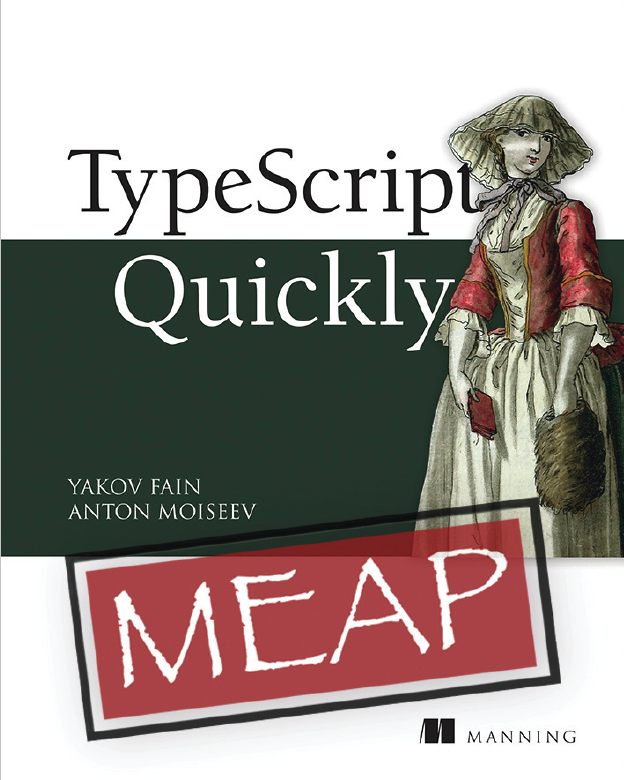 TypeScript
Quickly
YAKOV FAIN
ANTON MOISEEV
MEAP
MANNING